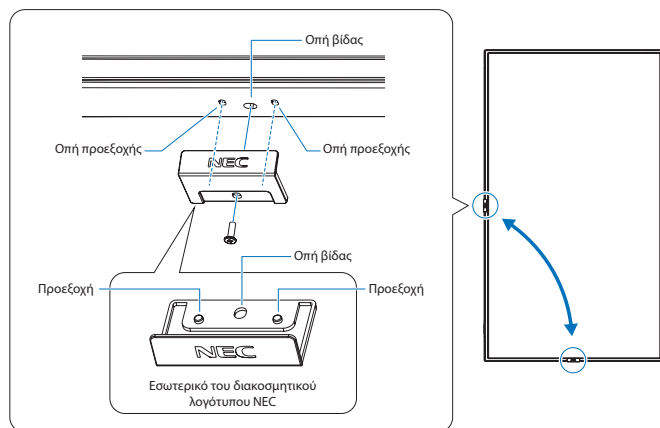 Οπή βίδας
Οπή προεξοχής
Οπή προεξοχής
NEC
Οπή βίδας
Προεξοχή
Προεξοχή
NEC
Εσωτερικό του διακοσμητικού
λογότυπου NEC